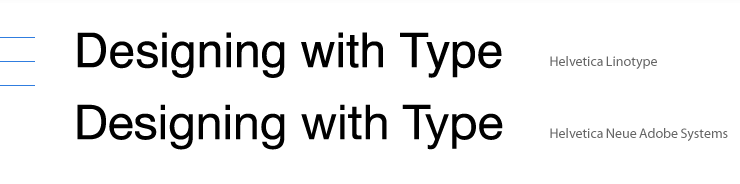 Designing with Type
Helvetica Linotype
Designing with Type
Helvetica Neue Adobe Systems